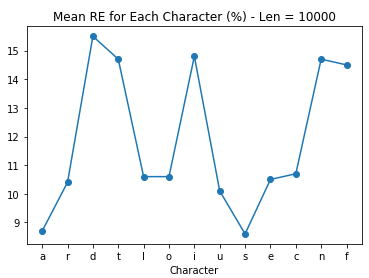 Mean RE for Each Character (%) - Len = 10000
15
14
13
12
11
10
9
a r d t l o i u s e c n f
Character